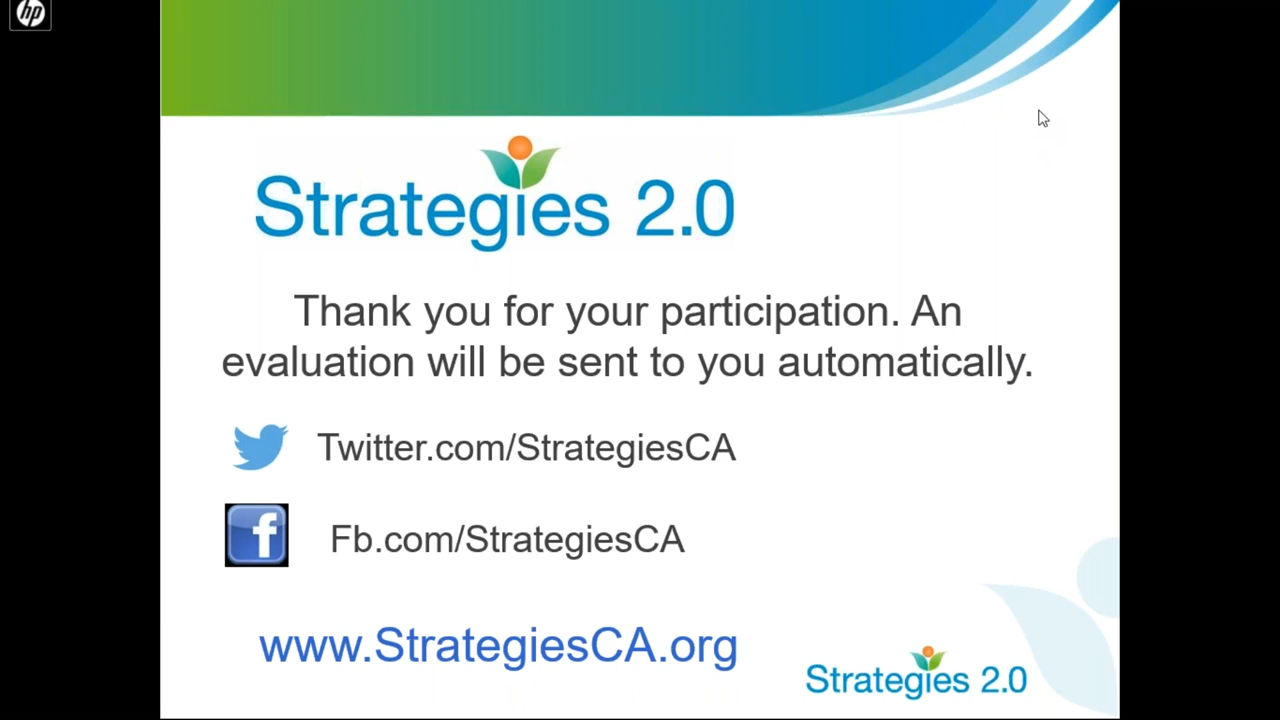 hp
Strategies 2.0
Thank you for your participation. An
evaluation will be sent to you automatically.
Twitter.com/StrategiesCA
f
Fb.com/StrategiesCA
www.StrategiesCA.org
Strategies 2.0